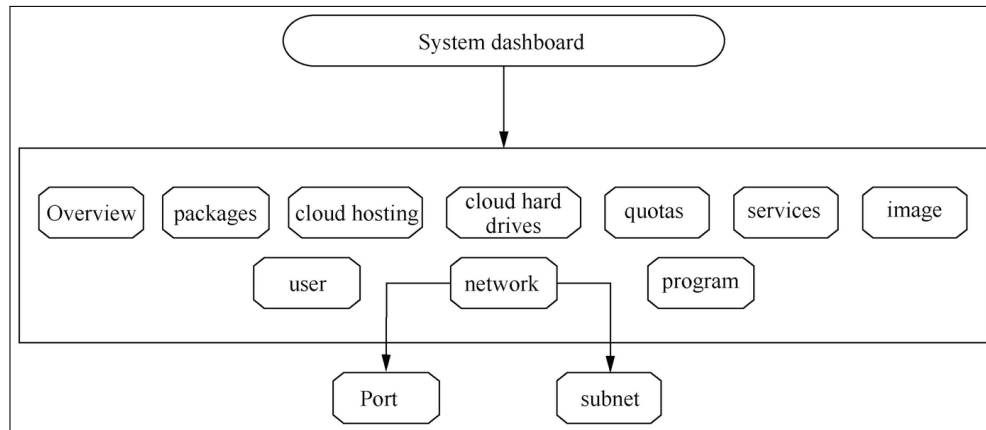 System dashboard
Overview
packages
cloud hosting
cloud hard
drives
quotas
services
image
user
network
program
Port
subnet